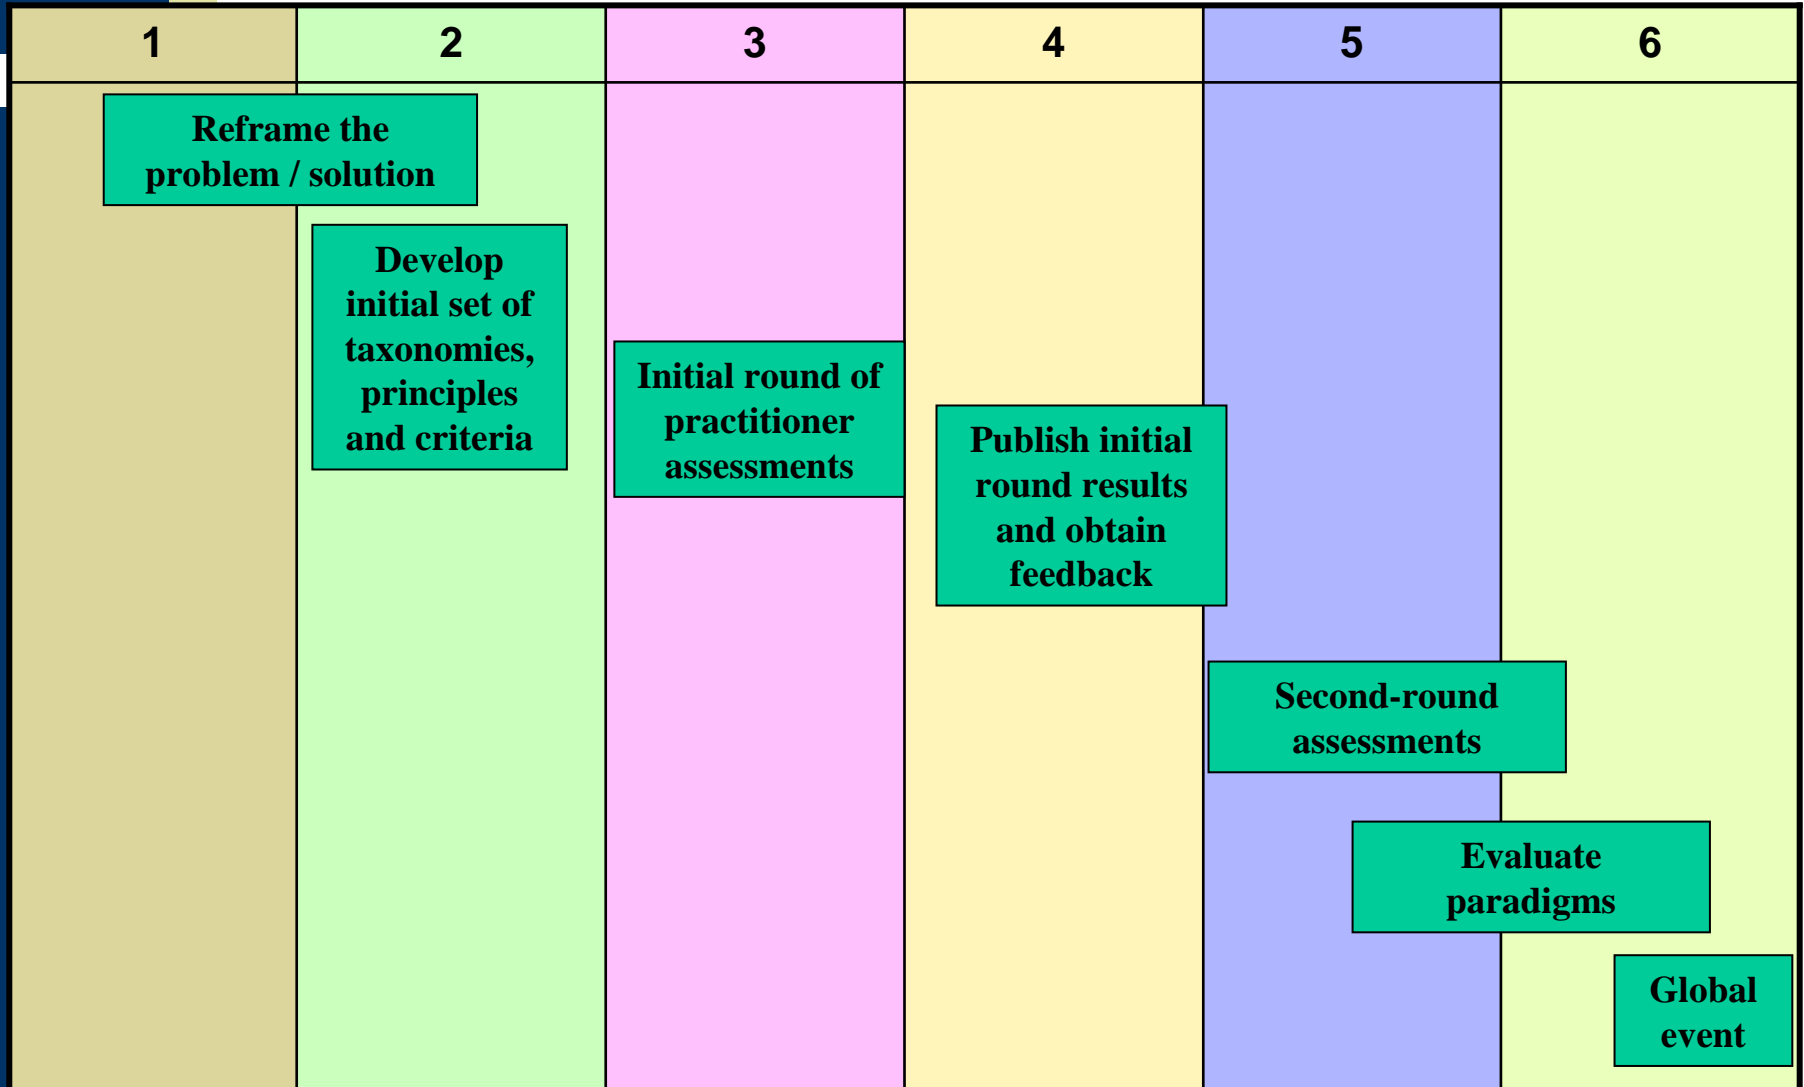 1 2 3 4 5 6
Reframe the
problem / solution
Develop
initial set of
taxonomies,
principles
and criteria
Initial round of
practitioner
assessments
Publish initial
round results
and obtain
feedback
Second-round
assessments
Evaluate
paradigms
Global
event